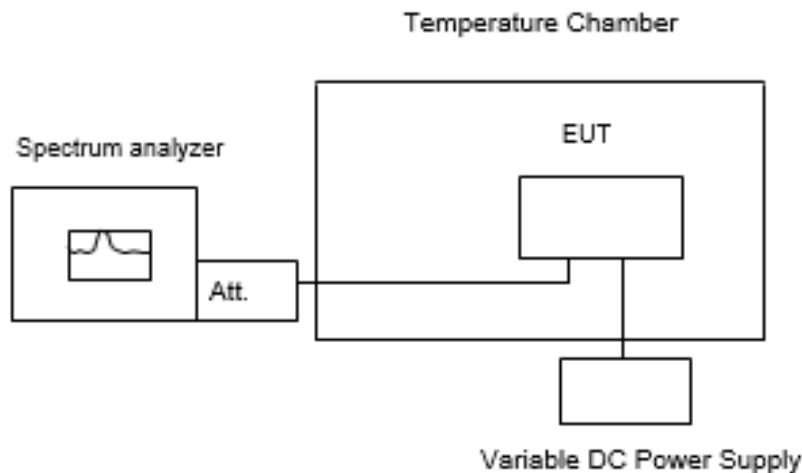 Temperature Chamber
EUT
Spectrum analyzer
Att.
Variable DC Power Supply